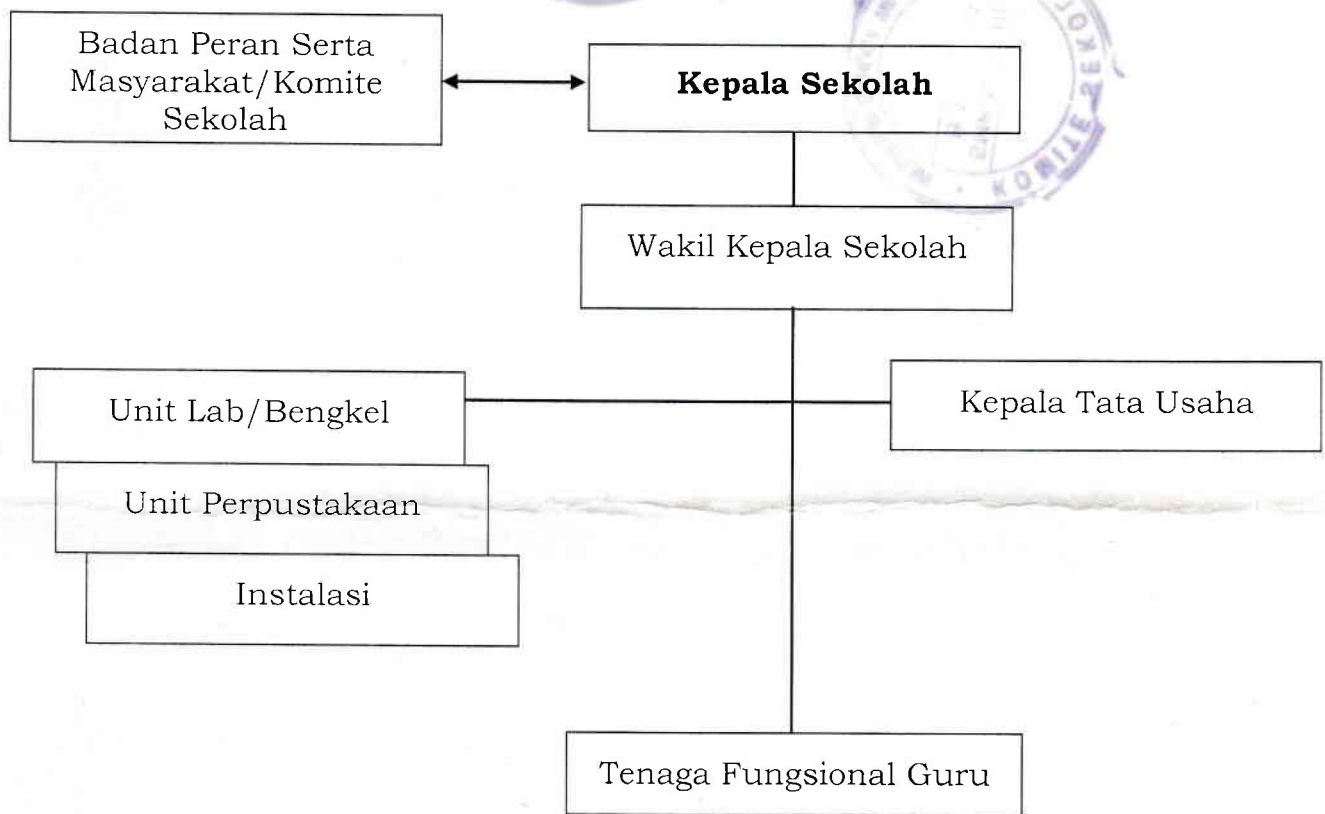 Badan Peran Serta
Masyarakat/Komite
Sekolah
Kepala Sekolah
KOMITE SEKOL
Wakil Kepala Sekolah
Unit Lab/Bengkel
Kepala Tata Usaha
Unit Perpustakaan
Instalasi
Tenaga Fungsional Guru